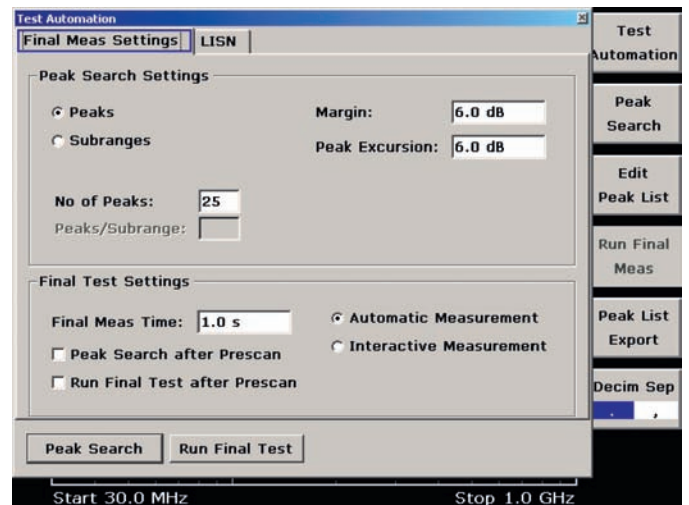 Test Automation
Final Meas Settings
LISN
Peak Search Settings
Peaks
Subranges
Margin: 6.0 dB
Peak Excursion: 6.0 dB
No of Peaks: 25
Peaks/Subrange:
Final Test Settings
Final Meas Time: 1.0 s
Peak Search after Prescan
Run Final Test after Prescan
Automatic Measurement
Interactive Measurement
Peak Search
Run Final Test
Start 30.0 MHz
Stop 1.0 GHz
Test
Automation
Peak
Search
Edit
Peak List
Run Final
Meas
Peak List
Export
Decim Sep
. ,